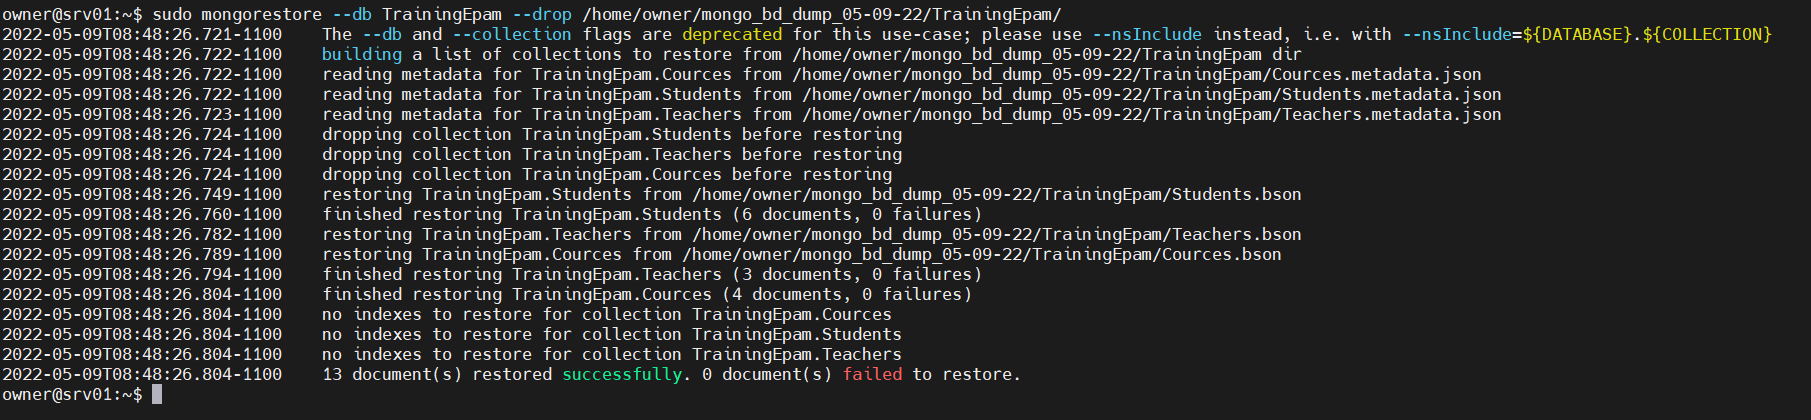 owner@srv01:~$ sudo mongorestore --db TrainingEpam --drop /home/owner/mongo_bd_dump_05-09-22/TrainingEpam/
2022-05-09T08:48:26.721-1100    The --db and --collection flags are deprecated for this use-case; please use --nsInclude instead, i.e. with --nsInclude=${DATABASE}.${COLLECTION}
2022-05-09T08:48:26.722-1100    building a list of collections to restore from /home/owner/mongo_bd_dump_05-09-22/TrainingEpam dir
2022-05-09T08:48:26.722-1100    reading metadata for TrainingEpam.Cources from /home/owner/mongo_bd_dump_05-09-22/TrainingEpam/Cources.metadata.json
2022-05-09T08:48:26.722-1100    reading metadata for TrainingEpam.Students from /home/owner/mongo_bd_dump_05-09-22/TrainingEpam/Students.metadata.json
2022-05-09T08:48:26.723-1100    reading metadata for TrainingEpam.Teachers from /home/owner/mongo_bd_dump_05-09-22/TrainingEpam/Teachers.metadata.json
2022-05-09T08:48:26.724-1100    dropping collection TrainingEpam.Students before restoring
2022-05-09T08:48:26.724-1100    dropping collection TrainingEpam.Teachers before restoring
2022-05-09T08:48:26.724-1100    dropping collection TrainingEpam.Cources before restoring
2022-05-09T08:48:26.749-1100    restoring TrainingEpam.Students from /home/owner/mongo_bd_dump_05-09-22/TrainingEpam/Students.bson
2022-05-09T08:48:26.760-1100    finished restoring TrainingEpam.Students (6 documents, 0 failures)
2022-05-09T08:48:26.782-1100    restoring TrainingEpam.Teachers from /home/owner/mongo_bd_dump_05-09-22/TrainingEpam/Teachers.bson
2022-05-09T08:48:26.789-1100    restoring TrainingEpam.Cources from /home/owner/mongo_bd_dump_05-09-22/TrainingEpam/Cources.bson
2022-05-09T08:48:26.794-1100    finished restoring TrainingEpam.Teachers (3 documents, 0 failures)
2022-05-09T08:48:26.804-1100    finished restoring TrainingEpam.Cources (4 documents, 0 failures)
2022-05-09T08:48:26.804-1100    no indexes to restore for collection TrainingEpam.Cources
2022-05-09T08:48:26.804-1100    no indexes to restore for collection TrainingEpam.Students
2022-05-09T08:48:26.804-1100    no indexes to restore for collection TrainingEpam.Teachers
2022-05-09T08:48:26.804-1100    13 document(s) restored successfully. 0 document(s) failed to restore.
owner@srv01:~$